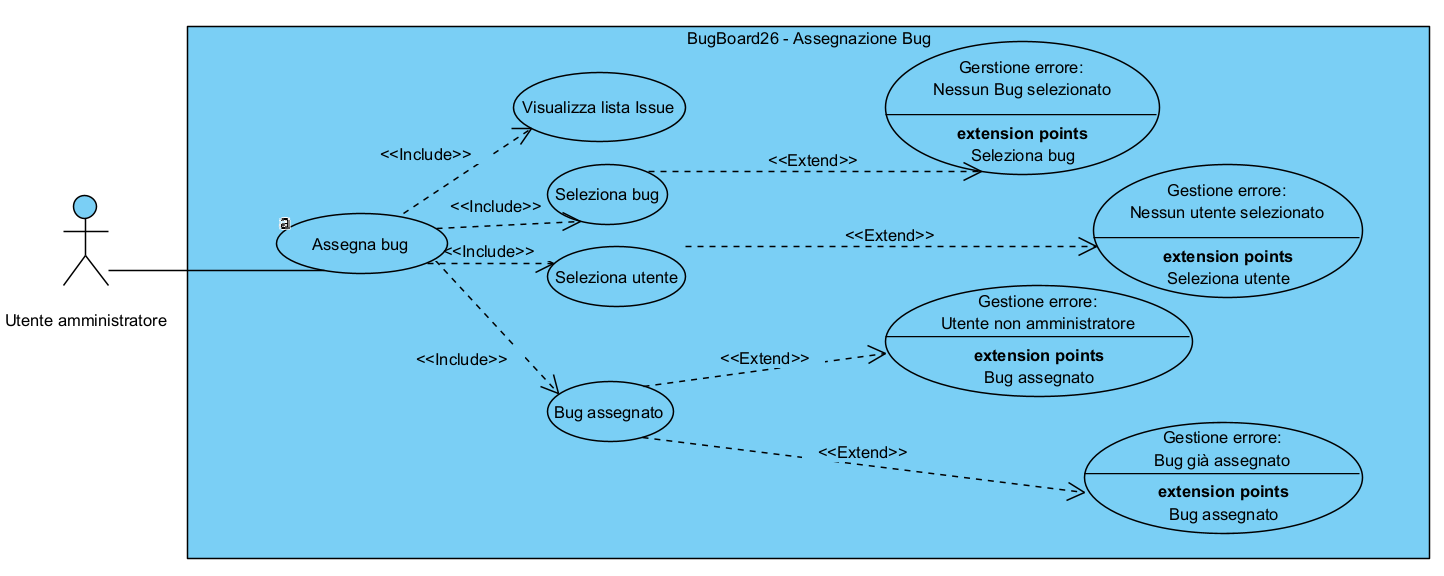 BugBoard26 - Assegnazione Bug
Gerstione errore:
Nessun Bug selezionato
extension points
Seleziona bug
Visualizza lista Issue
<<Include>>
<<Extend>>
Seleziona bug
<<Include>>
Gestione errore:
Nessun utente selezionato
extension points
Seleziona utente
<<Extend>>
a
Assegna bug
<<Include>>
Seleziona utente
Utente amministratore
Gestione errore:
Utente non amministratore
extension points
Bug assegnato
<<Include>>
<<Extend>>
Bug assegnato
<<Extend>>
Gestione errore:
Bug già assegnato
extension points
Bug assegnato